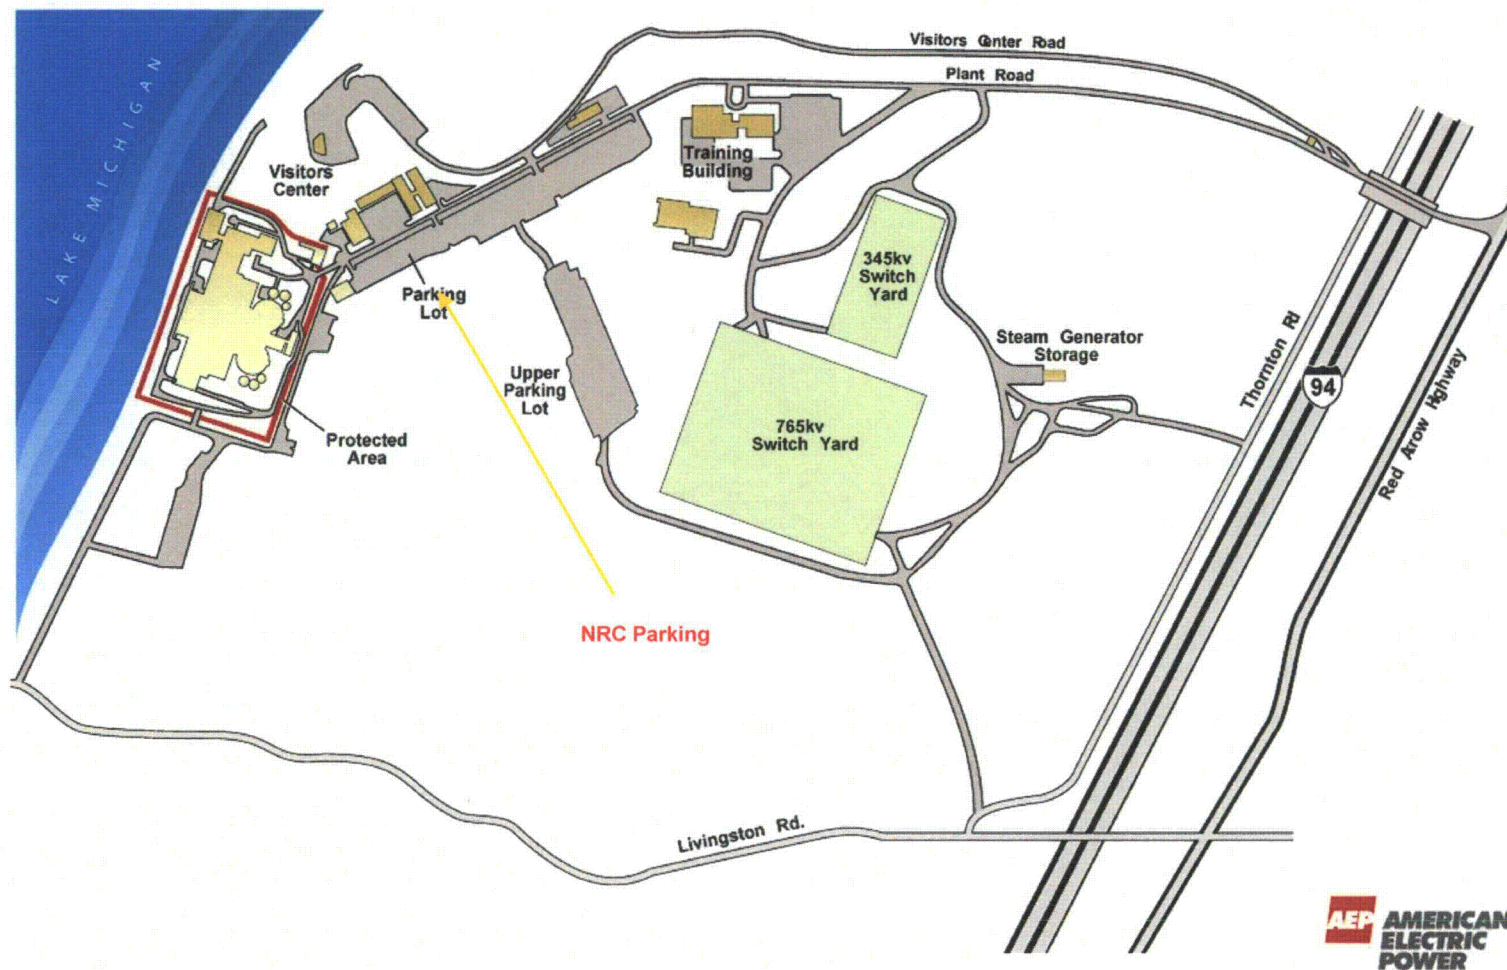 Visitors Center Road
Plant Road
LAKE MICHIGAN
Training
Building
Visitors
Center
345kv
Switch
Yard
Parking
Lot
Steam Generator
Storage
Thornton Rd
94
Upper
Parking
Lot
Red Arow Highway
765kv
Switch Yard
Protected
Area
NRC Parking
Livingston Rd.
AEP
AMERICAN
ELECTRIC
POWER